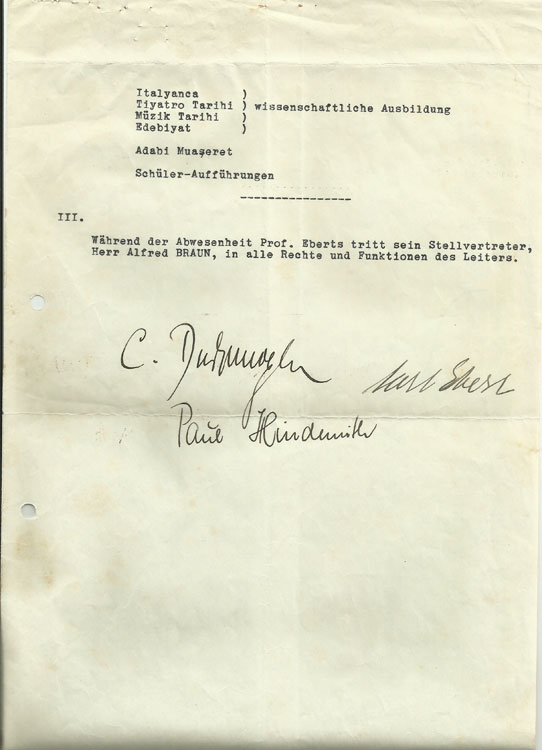 Italyanca )
Tiyatro Tarihi ) wissenschaftliche Ausbildung
Müzik Tarihi )
Edebiyat )
Adabi Muaşeret
Schüler-Aufführungen
----------------
III.
Während der Abwesenheit Prof. Eberts tritt sein Stellvertreter,
Herr Alfred BRAUN, in alle Rechte und Funktionen des Leiters.
C.
Carl Ebert
Paul Hindemith